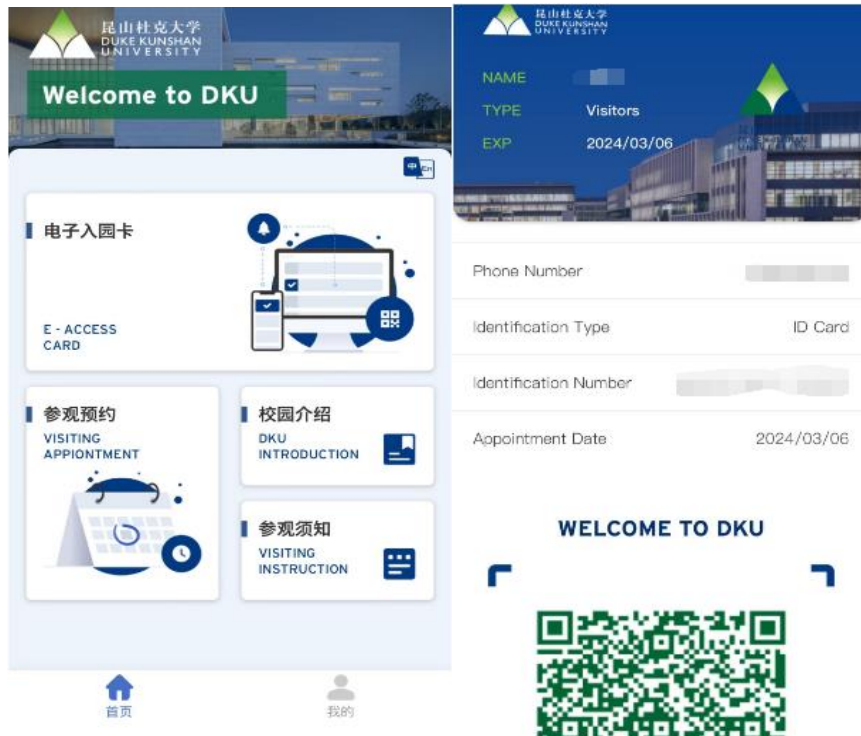 昆山杜克大学
DUKE KUNSHAN
UNIVERSITY
Welcome to DKU
中 En
电子入园卡
E - ACCESS
CARD
参观预约
VISITING
APPIONTMENT
校园介绍
DKU
INTRODUCTION
参观须知
VISITING
INSTRUCTION
首页
我的
昆山杜克大学
DUKE KUNSHAN
UNIVERSITY
NAME
TYPE Visitors
EXP 2024/03/06
Phone Number
Identification Type ID Card
Identification Number
Appointment Date 2024/03/06
WELCOME TO DKU